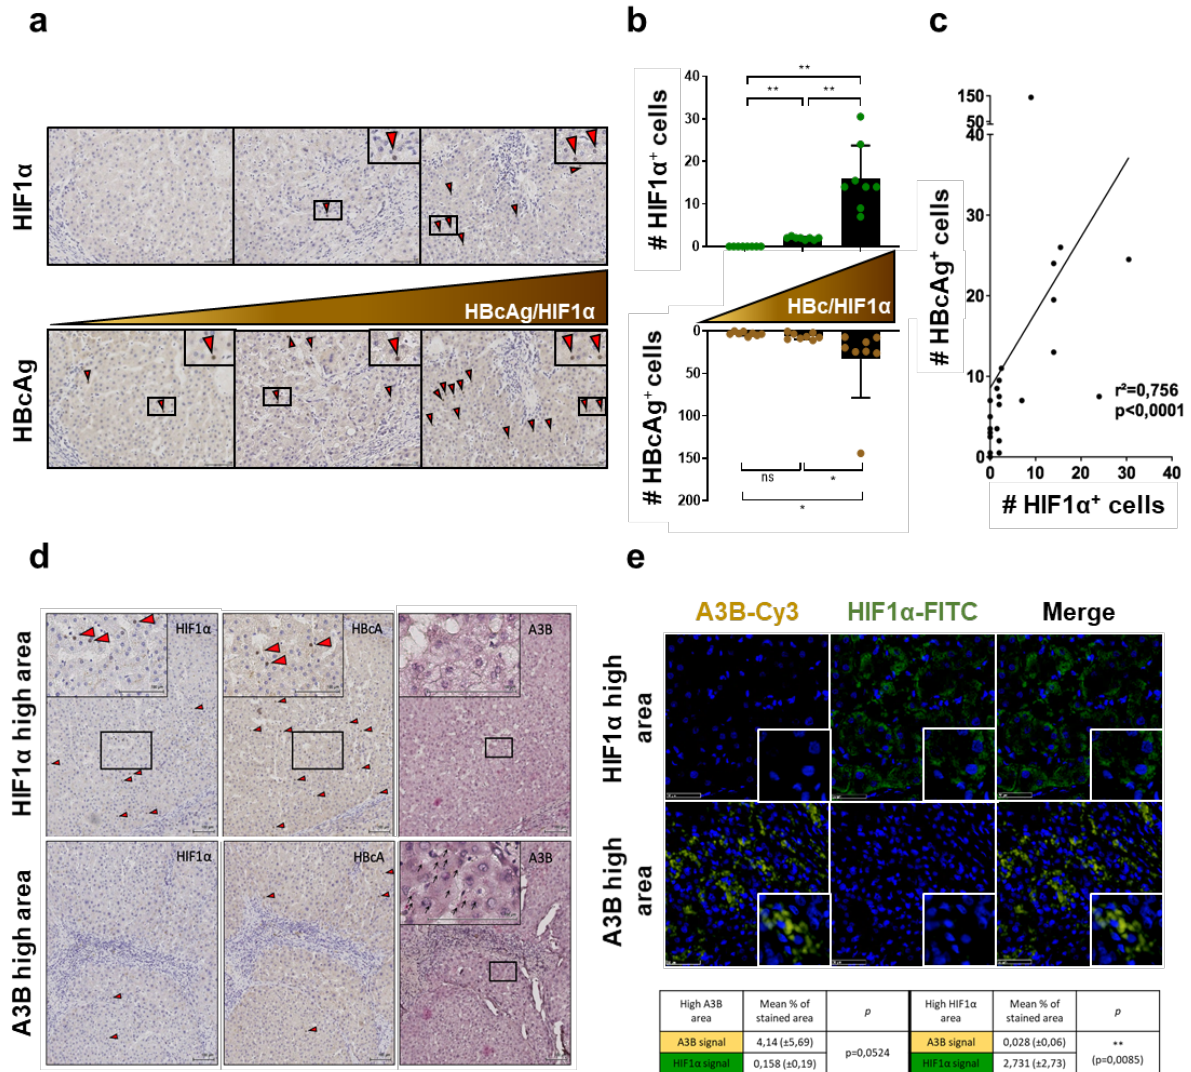 a
HIF1α
HBcAg/HIF1α
HBcAg
b
# HIF1α⁺ cells
40
30
20
10
0
**
**
**
HBc/HIF1α
# HBcAg⁺ cells
0
50
100
150
200
ns
*
*
c
# HBcAg⁺ cells
150
50
40
30
20
10
0
r²=0,756
p<0,0001
0
10
20
30
40
# HIF1α⁺ cells
d
HIF1α high area
HIF1α
HBcA
A3B
A3B high area
HIF1α
HBcA
A3B
e
A3B-Cy3
HIF1α-FITC
Merge
HIF1α high
area
A3B high
area
High A3B
area
Mean % of
stained area
p
High HIF1α
area
Mean % of
stained area
p
A3B signal
4,14 (±5,69)
p=0,0524
A3B signal
0,028 (±0,06)
**
(p=0,0085)
HIF1α signal
0,158 (±0,19)
HIF1α signal
2,731 (±2,73)